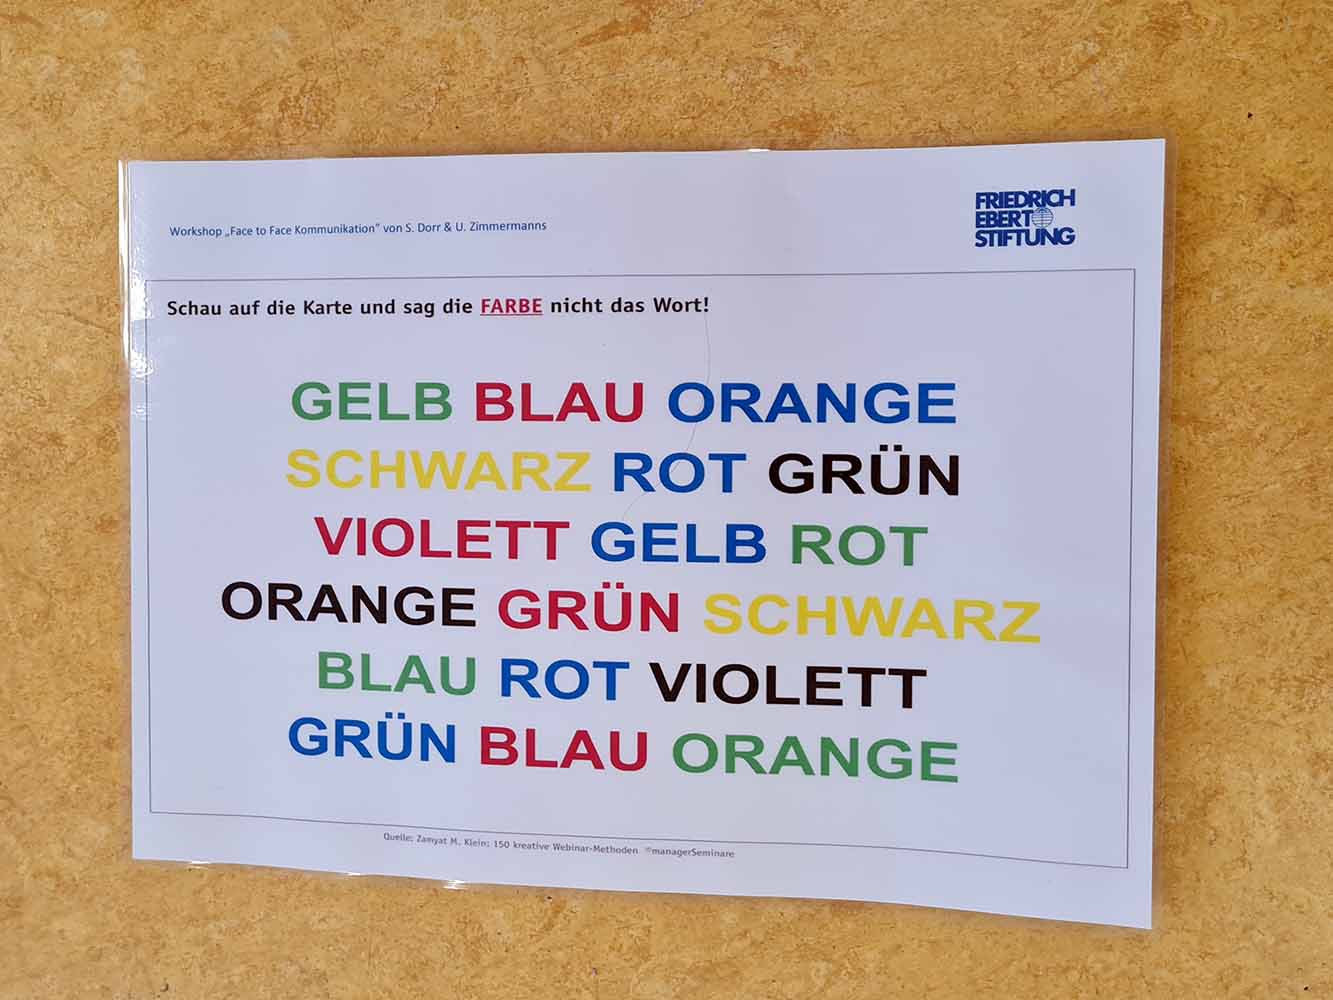 Workshop „Face to Face Kommunikation" von S. Dorr & U. Zimmermanns
FRIEDRICH
EBERT
STIFTUNG
Schau auf die Karte und sag die FARBE nicht das Wort!
GELB BLAU ORANGE
SCHWARZ ROT GRÜN
VIOLETT GELB ROT
ORANGE GRÜN SCHWARZ
BLAU ROT VIOLETT
GRÜN BLAU ORANGE
Quelle: Zamyat M. Klein: 150 kreative Webinar-Methoden ©managerSeminare